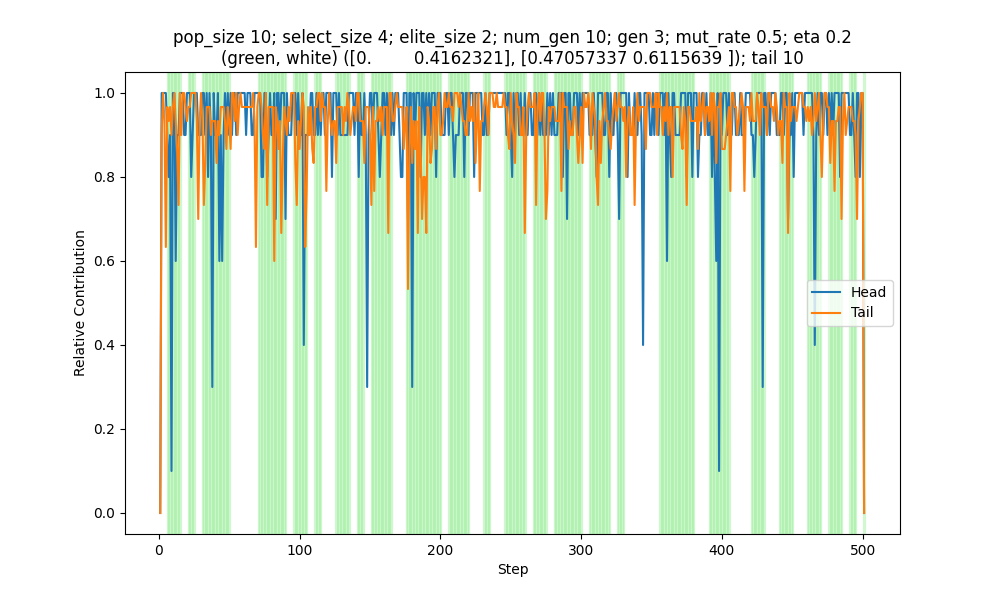 pop_size 10; select_size 4; elite_size 2; num_gen 10; gen 3; mut_rate 0.5; eta 0.2
(green, white) ([0.         0.4162321], [0.47057337 0.6115639 ]); tail 10
1.0
0.8
0.6
0.4
0.2
0.0
Relative Contribution
Head
Tail
0
100
200
300
400
500
Step